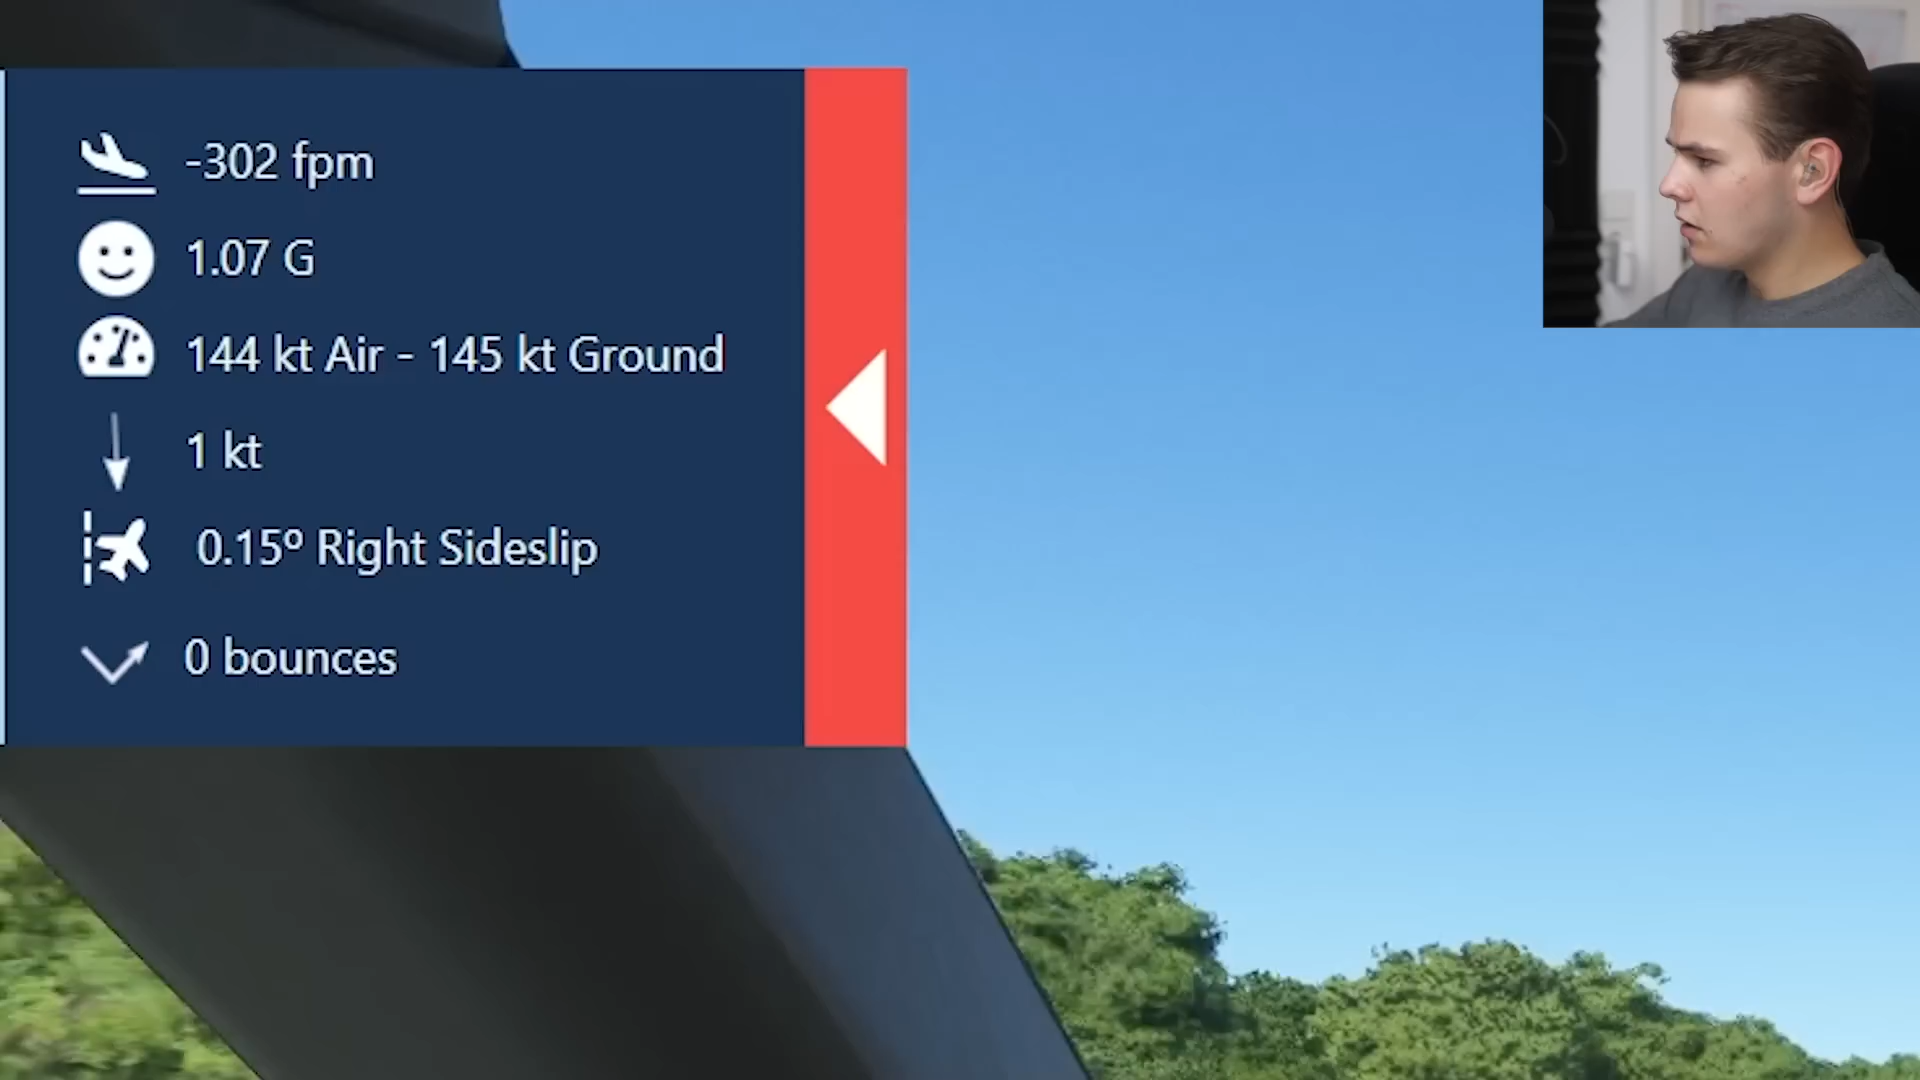 -302 fpm
1.07 G
144 kt Air - 145 kt Ground
1 kt
0.15º Right Sideslip
0 bounces